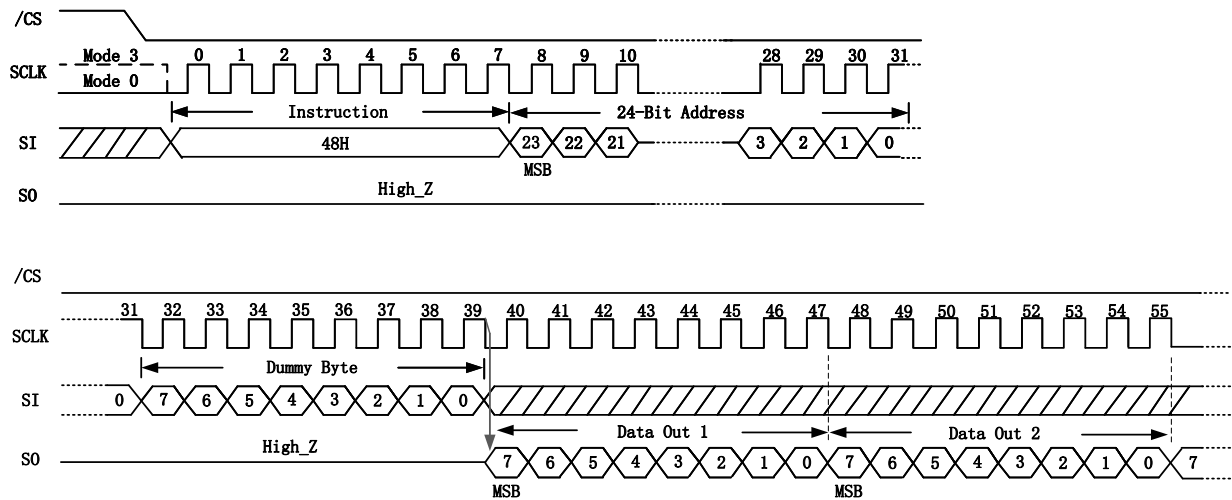 /CS
Mode 3 0 1 2 3 4 5 6 7 8 9 10 28 29 30 31
SCLK
Mode 0
Instruction 24-Bit Address
SI 48H 23 22 21 3 2 1 0
MSB
SO High_Z
/CS
31 32 33 34 35 36 37 38 39 40 41 42 43 44 45 46 47 48 49 50 51 52 53 54 55
SCLK
Dummy Byte
SI 0 7 6 5 4 3 2 1 0
Data Out 1 Data Out 2
High_Z
SO 7 6 5 4 3 2 1 0 7 6 5 4 3 2 1 0 7
MSB MSB